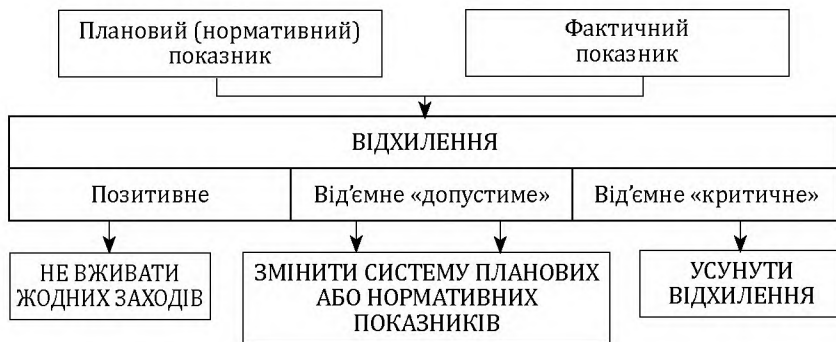 Плановий (нормативний)
показник
Фактичний
показник
ВІДХИЛЕННЯ
Позитивне
Від’ємне «допустиме»
Від’ємне «критичне»
НЕ ВЖИВАТИ
ЖОДНИХ ЗАХОДІВ
ЗМІНИТИ СИСТЕМУ ПЛАНОВИХ
АБО НОРМАТИВНИХ
ПОКАЗНИКІВ
УСУНУТИ
ВІДХИЛЕННЯ